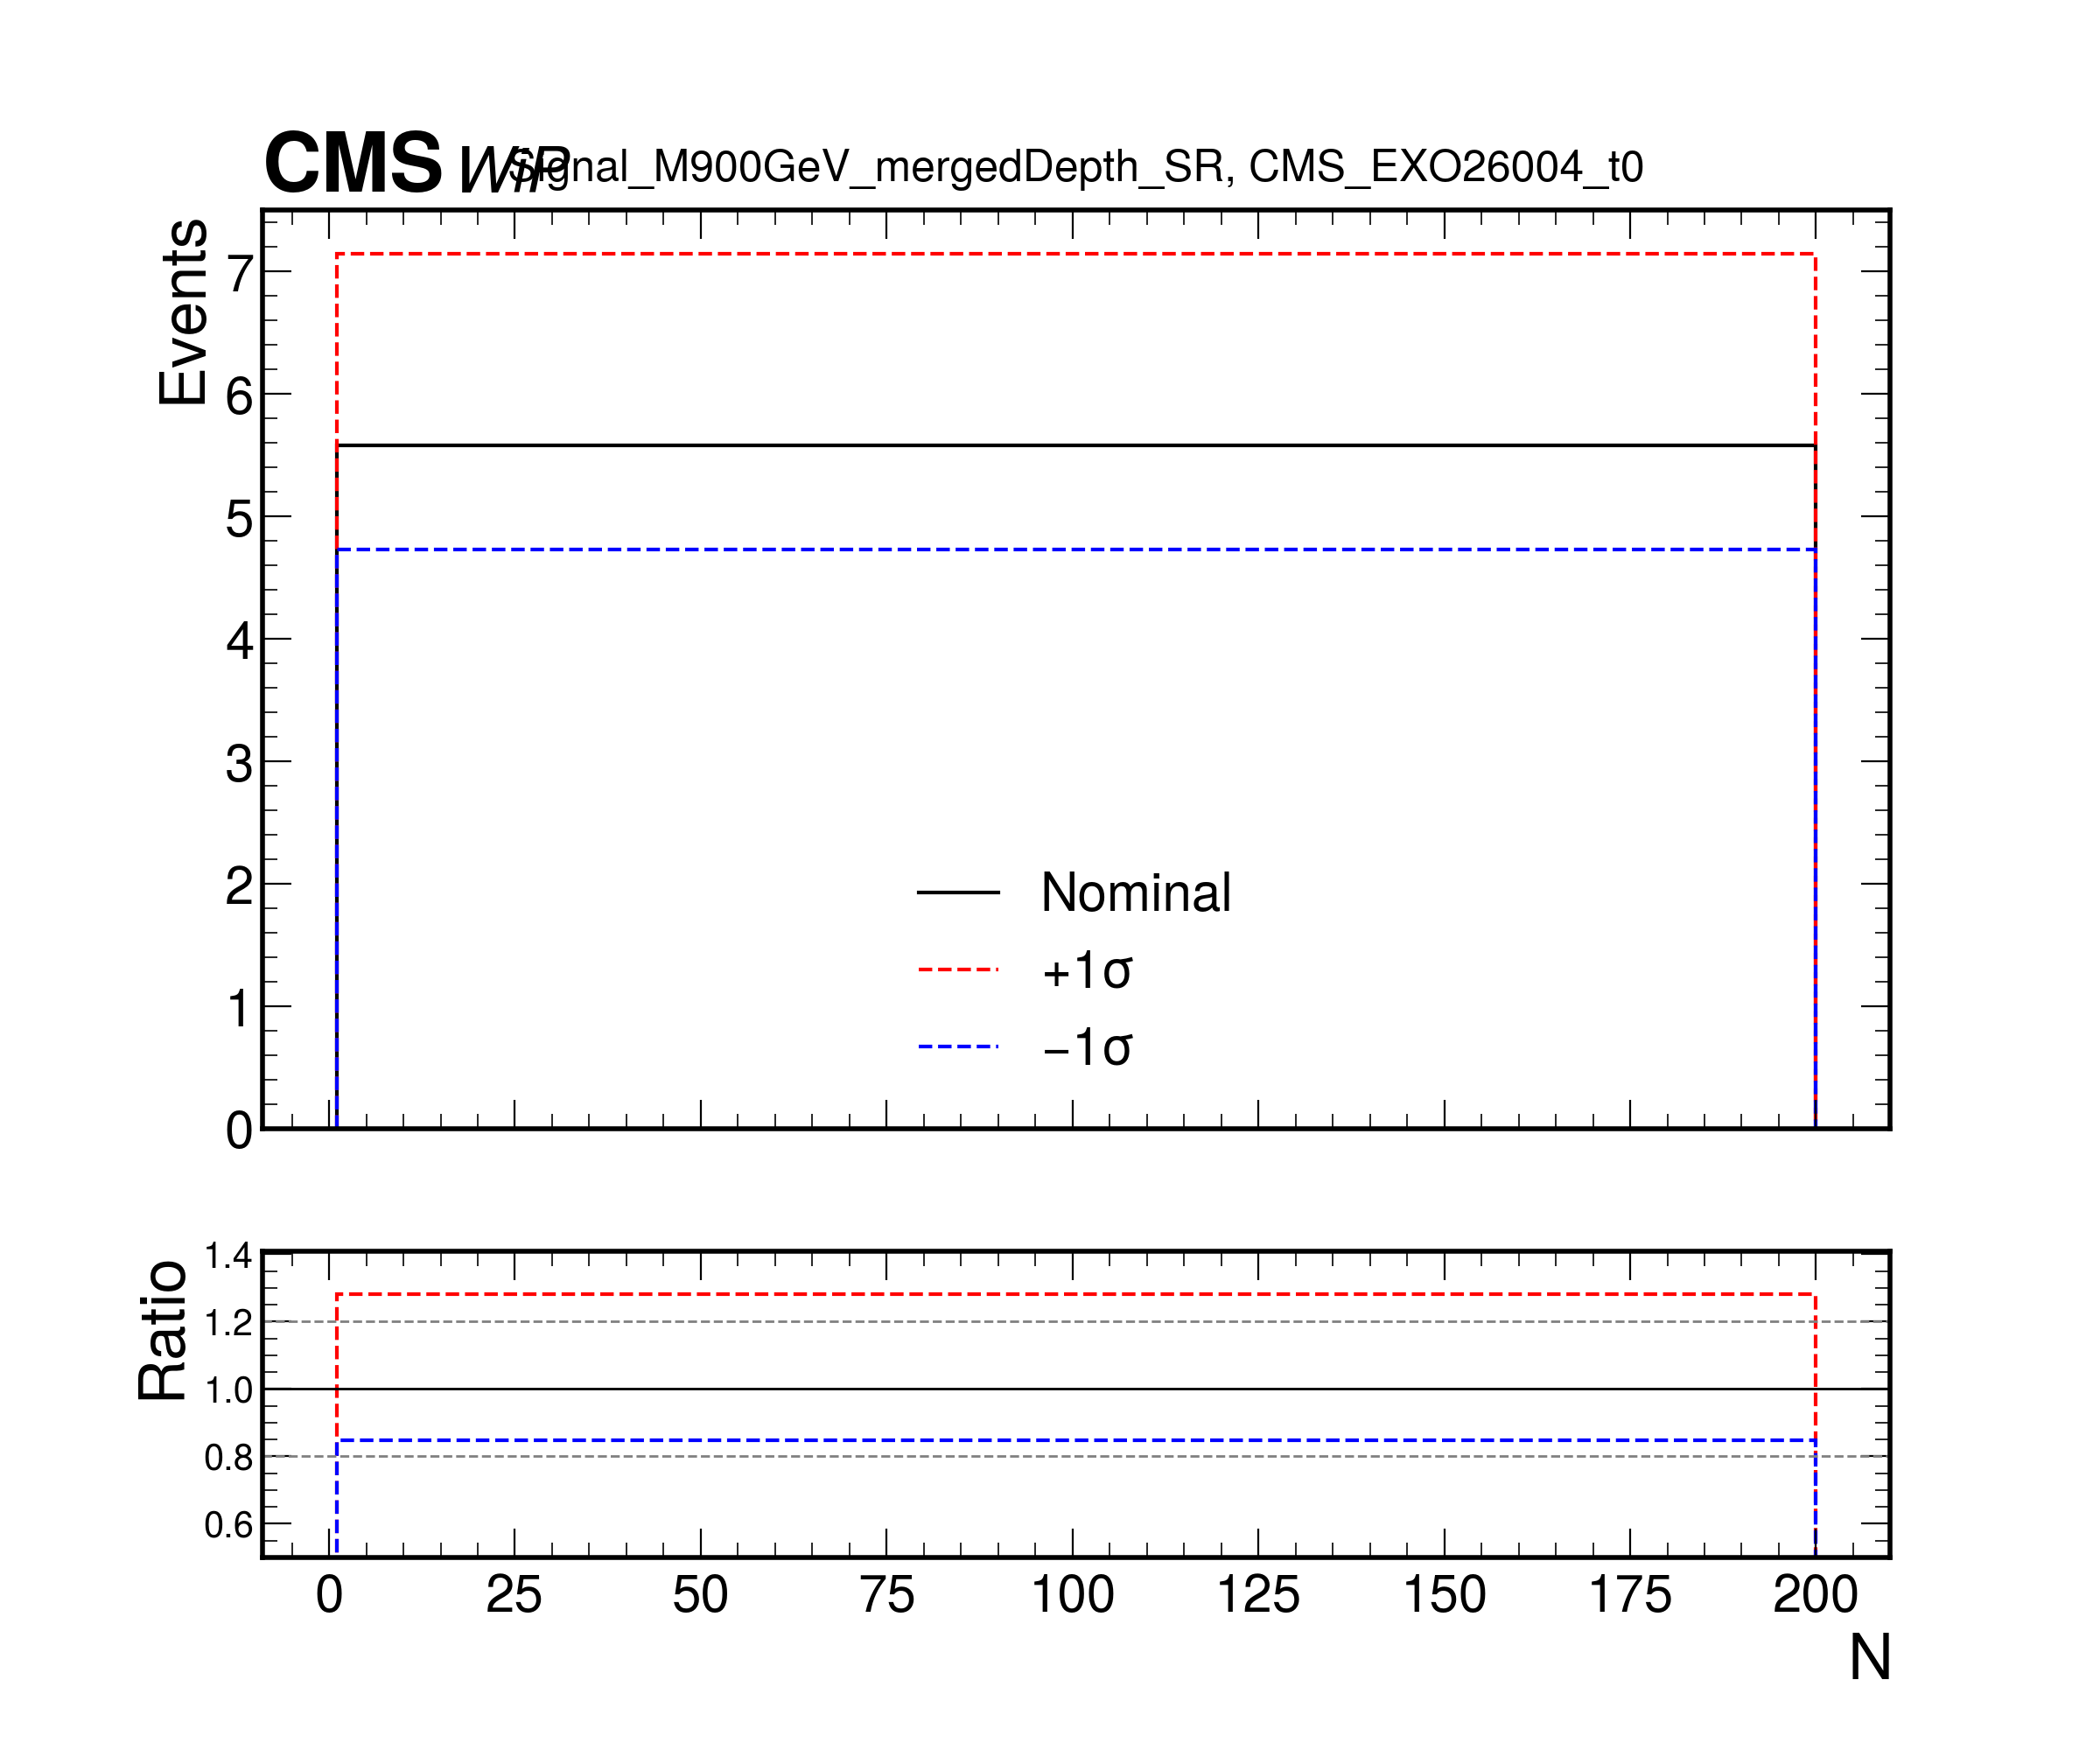 CMS WiP
Signal_M900GeV_mergedDepth_SR, CMS_EXO26004_t0
Events
7
6
5
4
3
2
1
0
Nominal
+1σ
−1σ
Ratio
1.4
1.2
1.0
0.8
0.6
0 25 50 75 100 125 150 175 200
N